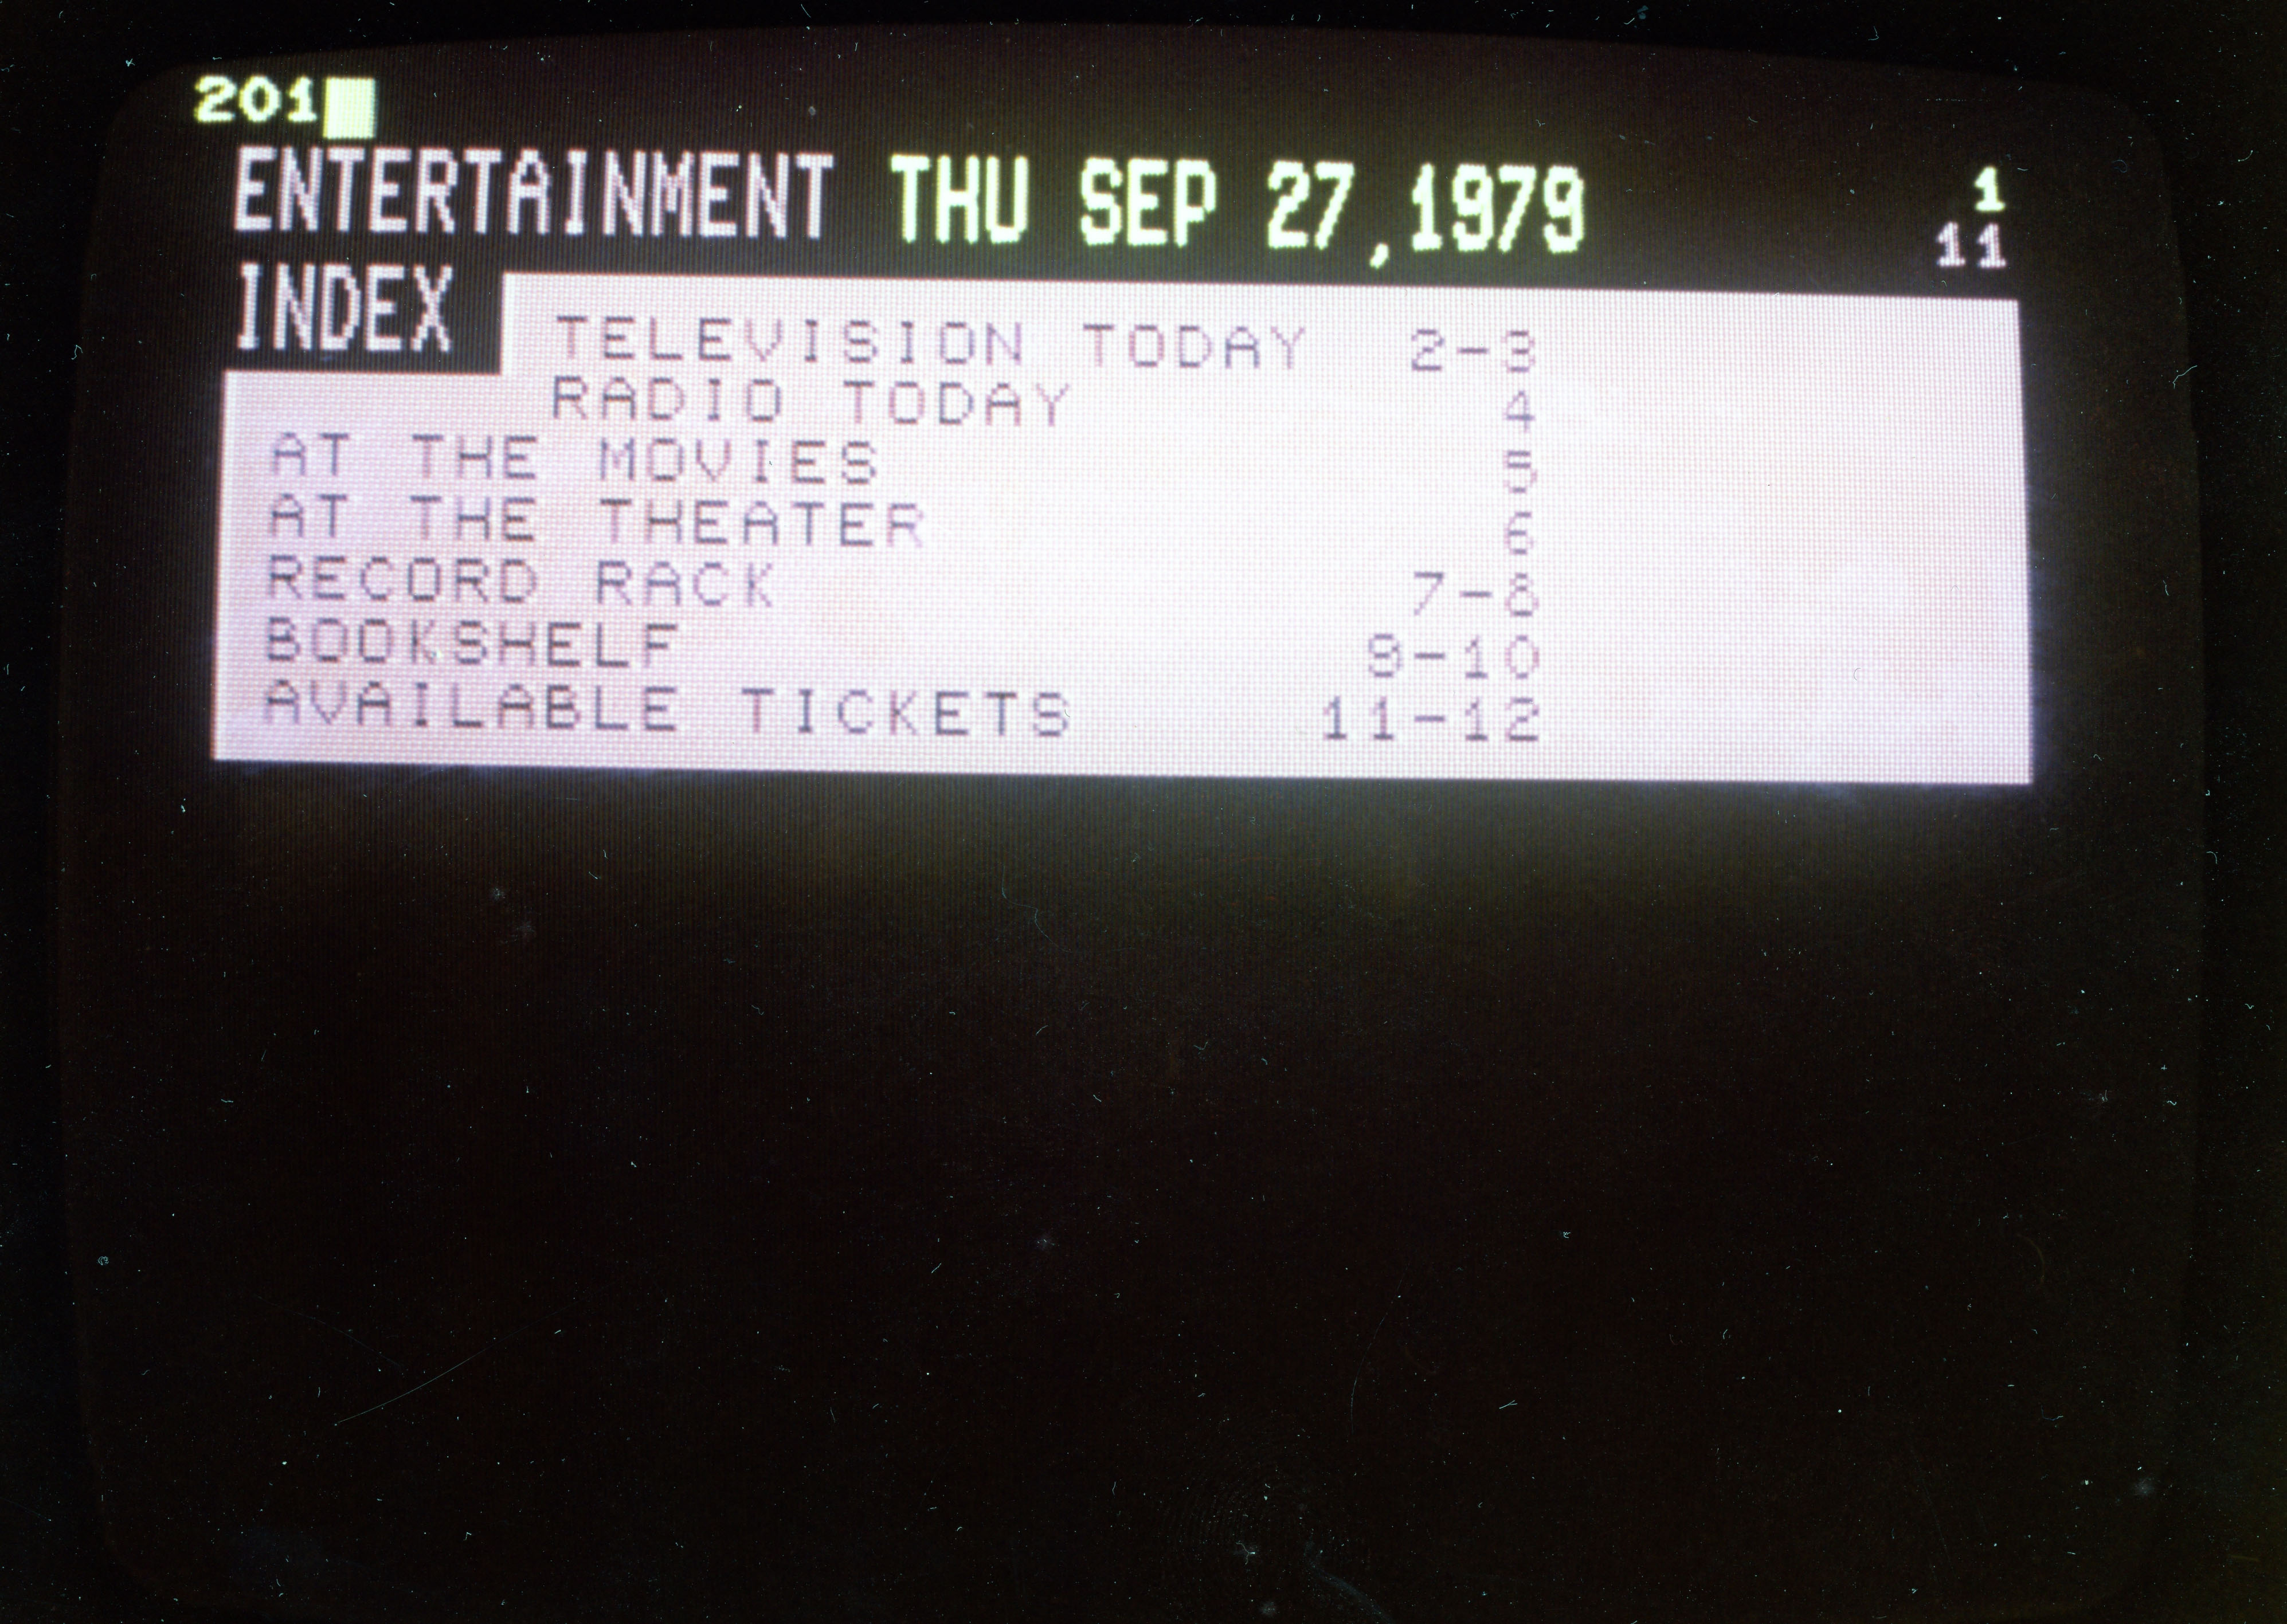 201
ENTERTAINMENT THU SEP 27,1979 1
11
INDEX
TELEVISION TODAY 2-3
RADIO TODAY 4
AT THE MOVIES 5
AT THE THEATER 6
RECORD RACK 7-8
BOOKSHELF 9-10
AVAILABLE TICKETS 11-12